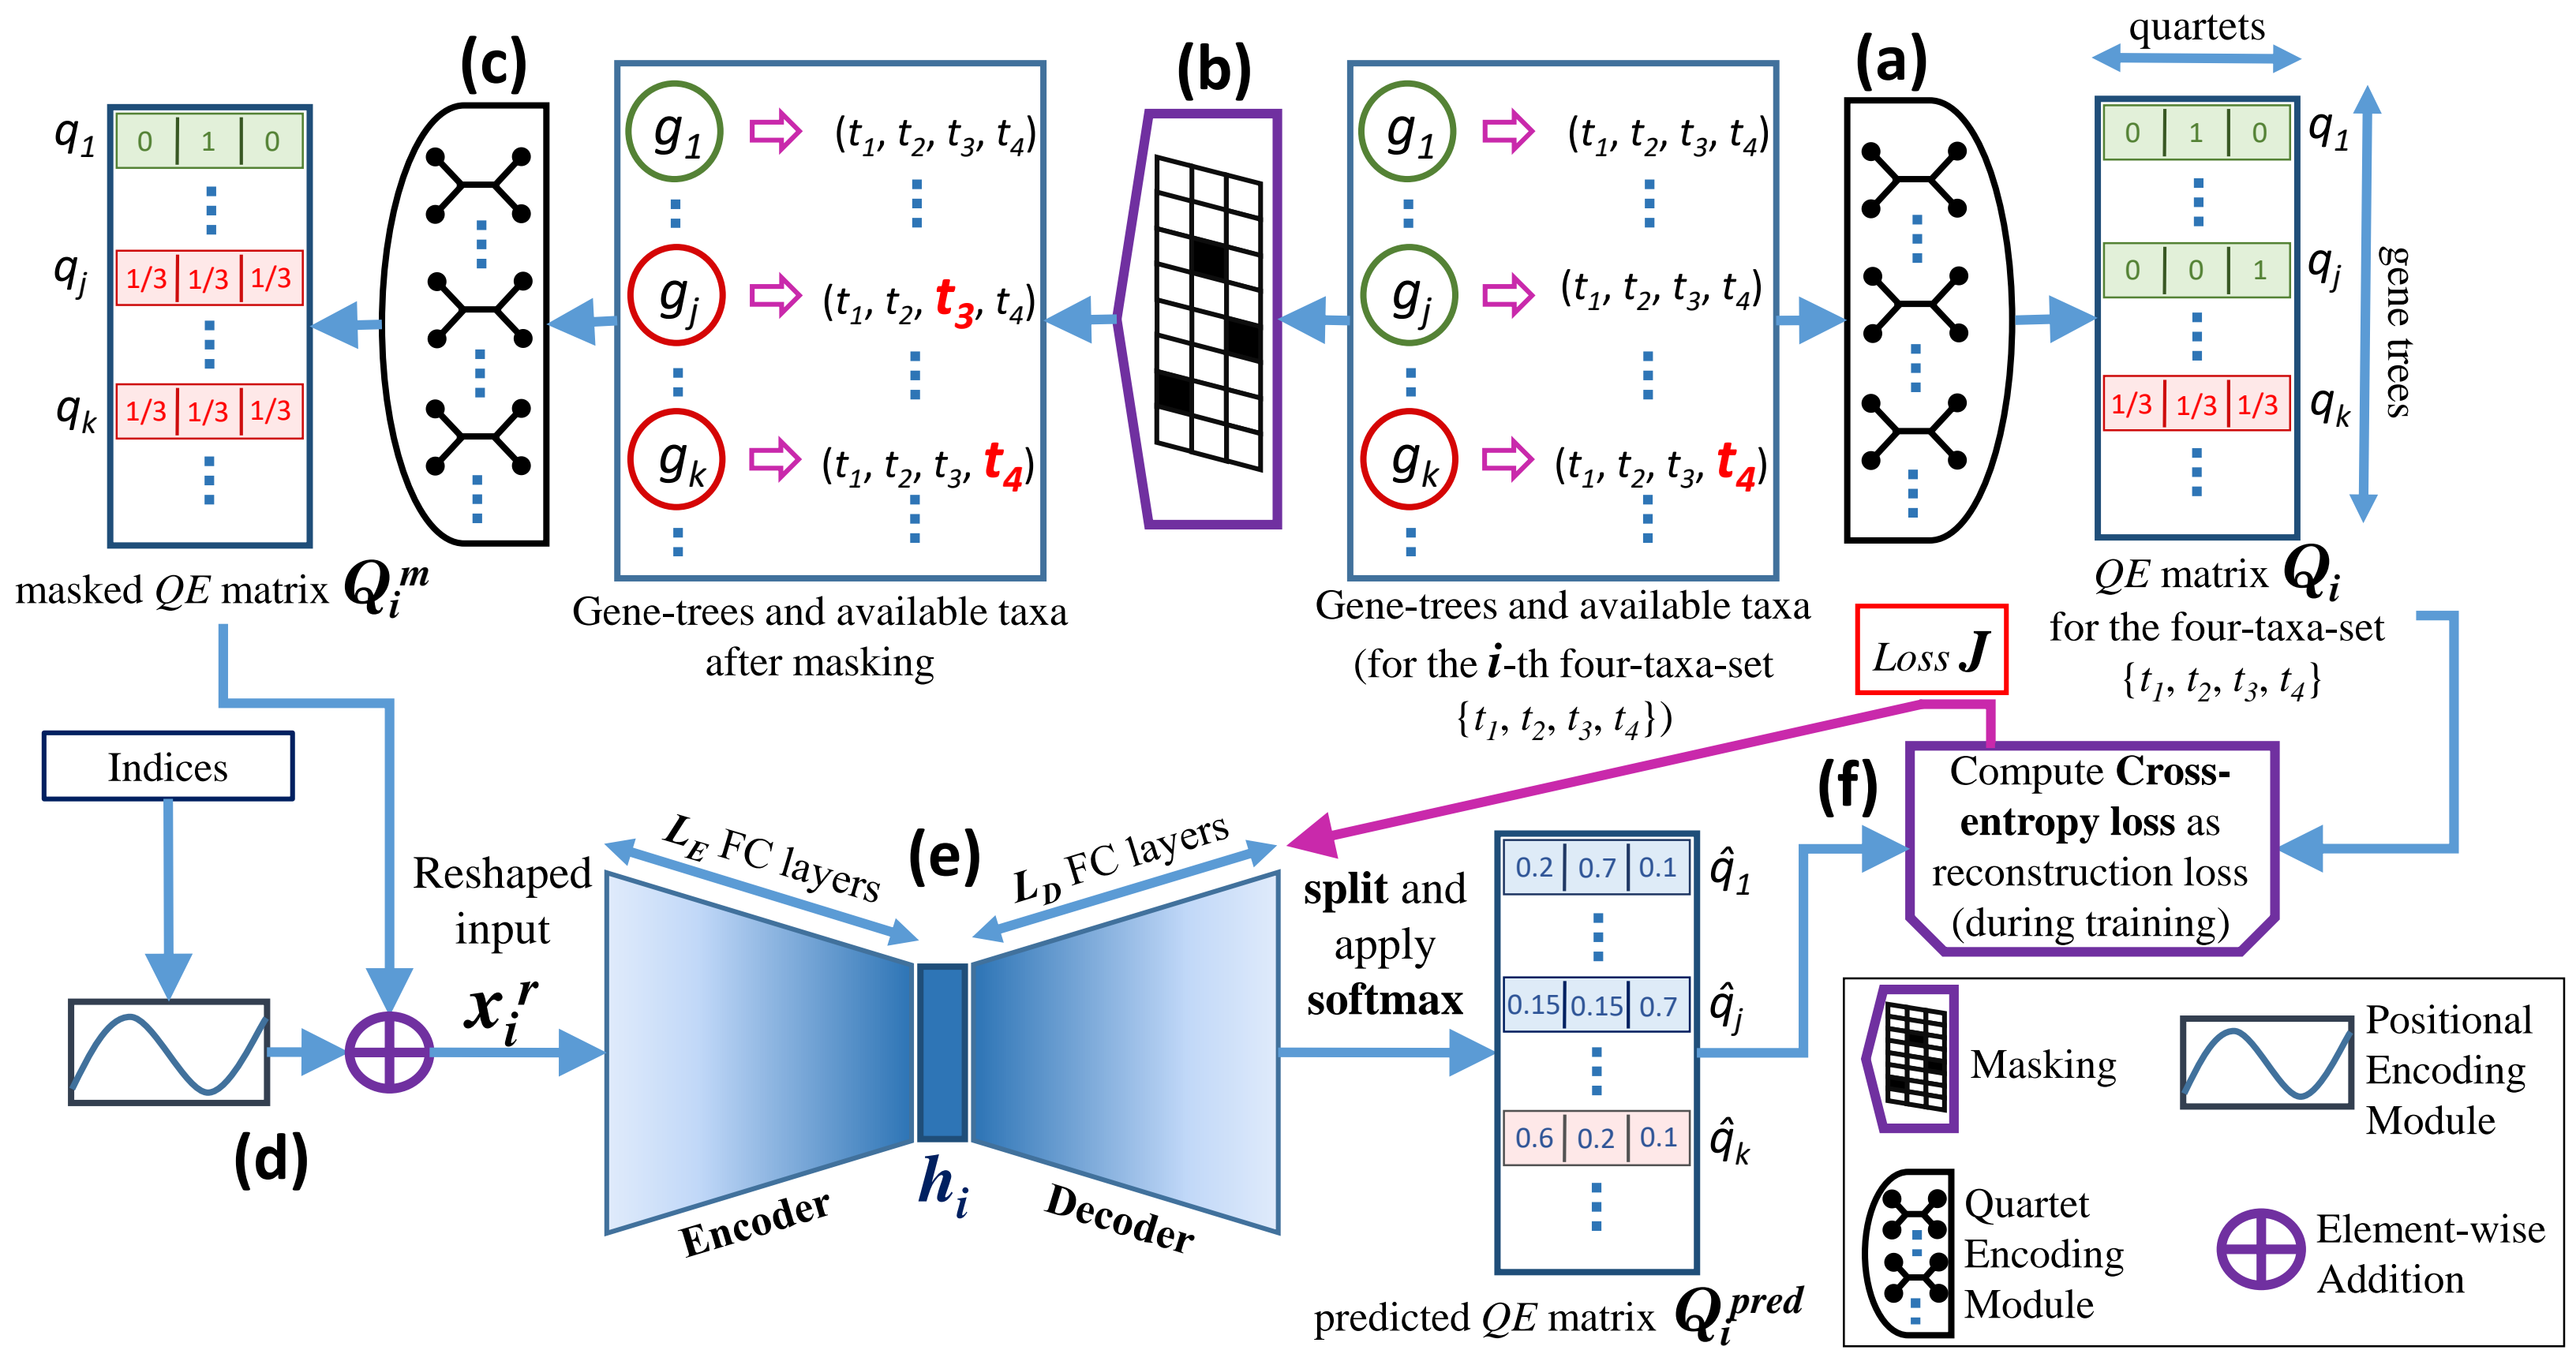 (c)
q1
0 1 0
qj
1/3 1/3 1/3
qk
1/3 1/3 1/3
masked QE matrix Qi^m
g1 (t1, t2, t3, t4)
gj (t1, t2, t3, t4)
gk (t1, t2, t3, t4)
Gene-trees and available taxa
after masking
(b)
g1 (t1, t2, t3, t4)
gj (t1, t2, t3, t4)
gk (t1, t2, t3, t4)
Gene-trees and available taxa
(for the i-th four-taxa-set
{t1, t2, t3, t4})
(a)
quartets
0 1 0
q1
0 0 1
qj
1/3 1/3 1/3
qk
gene trees
QE matrix Qi
for the four-taxa-set
{t1, t2, t3, t4}
Loss J
Indices
(d)
Reshaped
input
xi^r
LE FC layers
(e)
LD FC layers
Encoder
hi
Decoder
split and
apply
softmax
0.2 0.7 0.1
q̂1
0.15 0.15 0.7
q̂j
0.6 0.2 0.1
q̂k
predicted QE matrix Qi^pred
(f)
Compute Cross-
entropy loss as
reconstruction loss
(during training)
Masking
Positional
Encoding
Module
Quartet
Encoding
Module
Element-wise
Addition